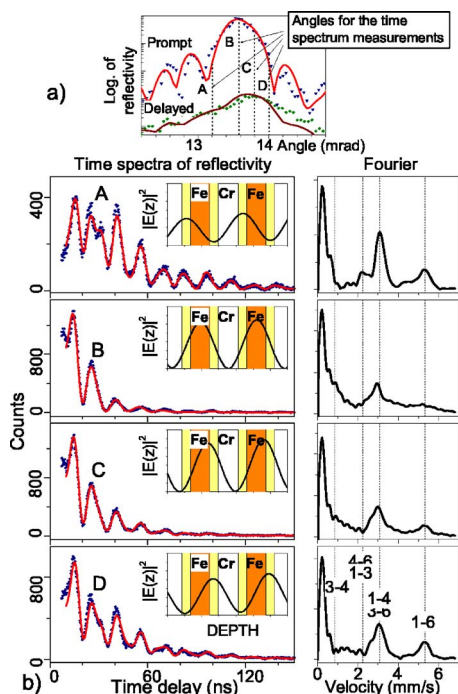 a)
Log. of
reflectivity
Prompt
Delayed
A
B
C
D
Angles for the time
spectrum measurements
13
14 Angle (mrad)
Time spectra of reflectivity
Fourier
Counts
400
200
0
A
|E(z)|²
Fe Cr Fe
800
0
B
|E(z)|²
Fe Cr Fe
800
0
C
|E(z)|²
Fe Cr Fe
800
0
D
|E(z)|²
Fe Cr Fe
DEPTH
3-4
4-6
1-3
1-4
3-6
1-6
b)
0 60 120
Time delay (ns)
0 2 4 6
Velocity (mm/s)